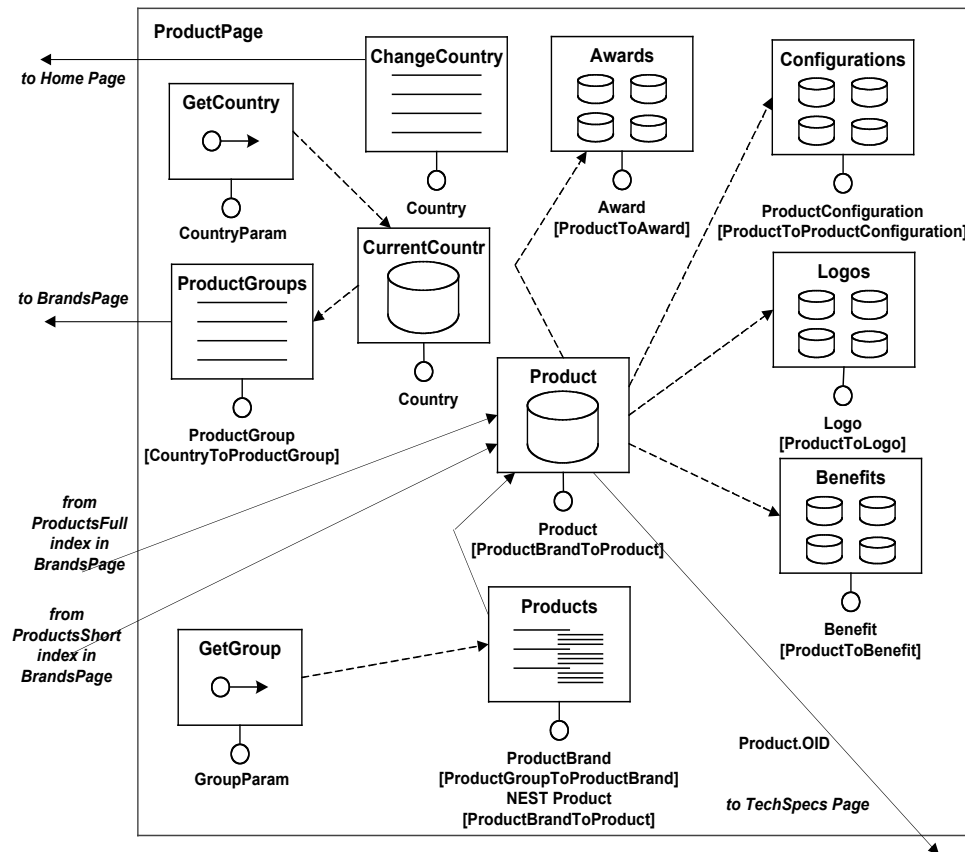 ProductPage
to Home Page
ChangeCountry
Country
GetCountry
CountryParam
Awards
Award
[ProductToAward]
Configurations
ProductConfiguration
[ProductToProductConfiguration]
CurrentCountr
Country
to BrandsPage
ProductGroups
ProductGroup
[CountryToProductGroup]
Logos
Logo
[ProductToLogo]
Product
Product
[ProductBrandToProduct]
Benefits
Benefit
[ProductToBenefit]
from
ProductsFull
index in
BrandsPage
from
ProductsShort
index in
BrandsPage
GetGroup
GroupParam
Products
ProductBrand
[ProductGroupToProductBrand]
NEST Product
[ProductBrandToProduct]
Product.OID
to TechSpecs Page